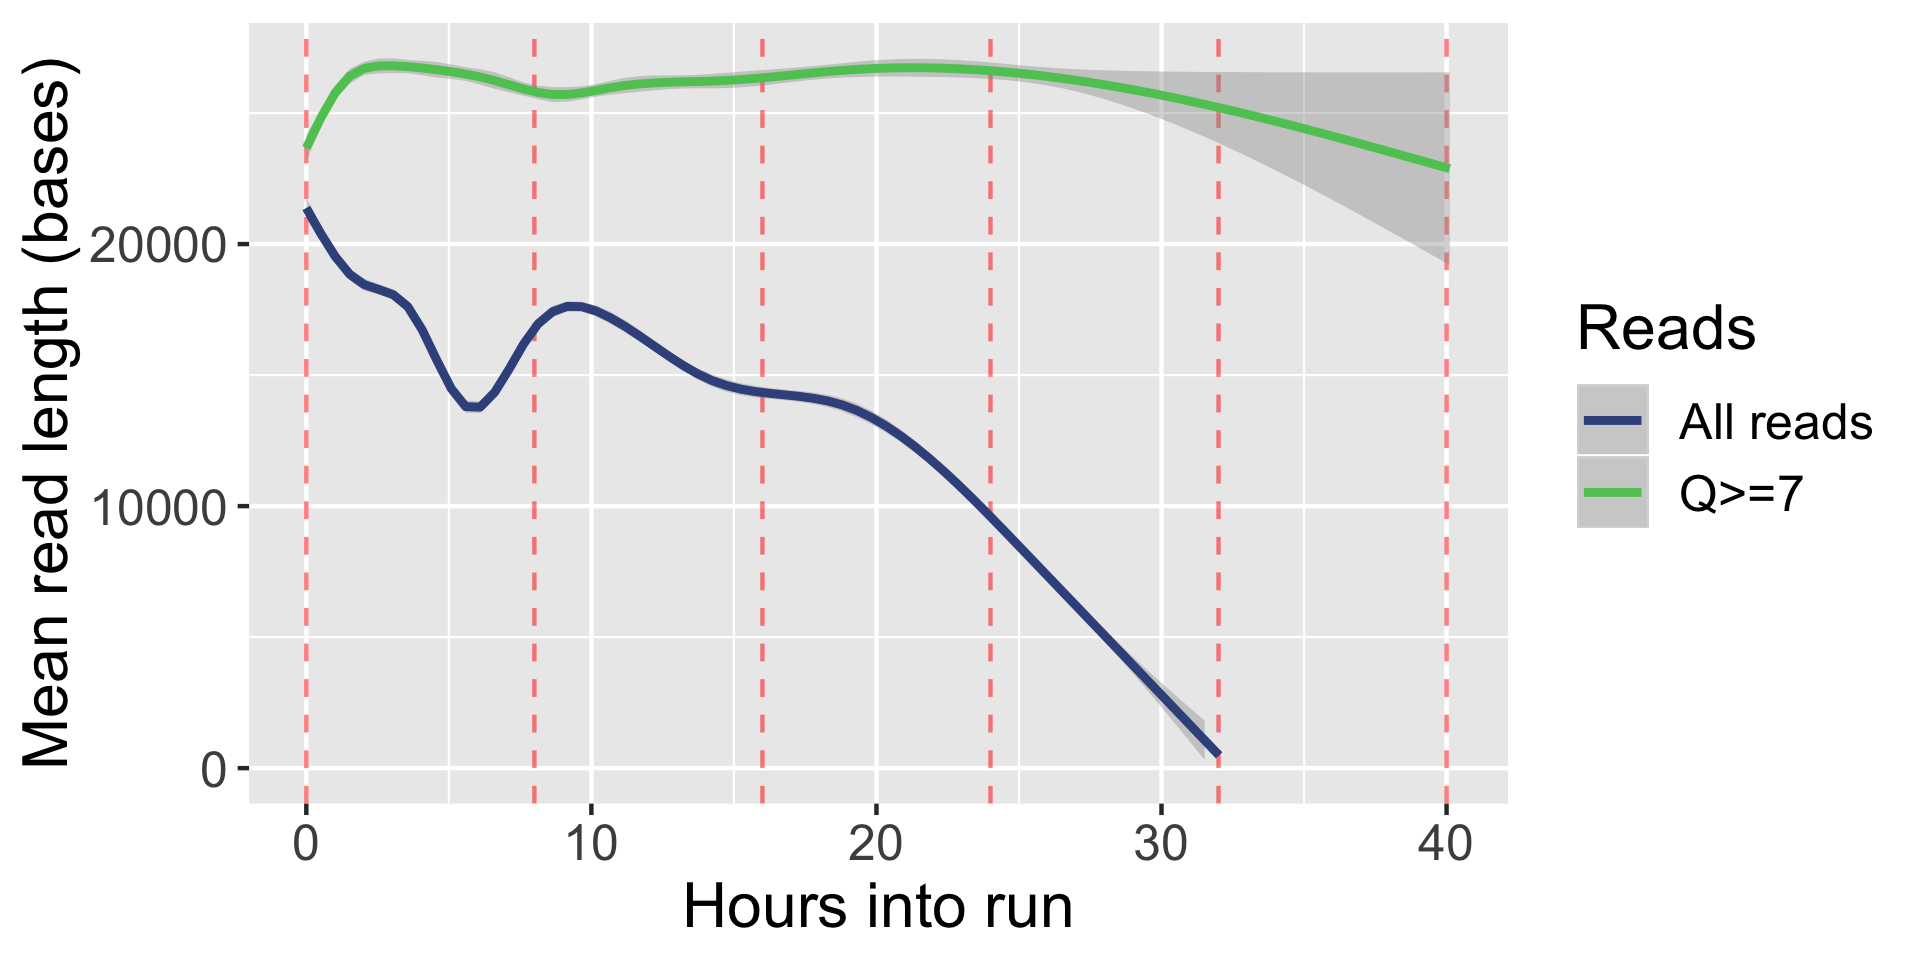 Mean read length (bases)
20000
10000
0
0 10 20 30 40
Hours into run
Reads
All reads
Q>=7